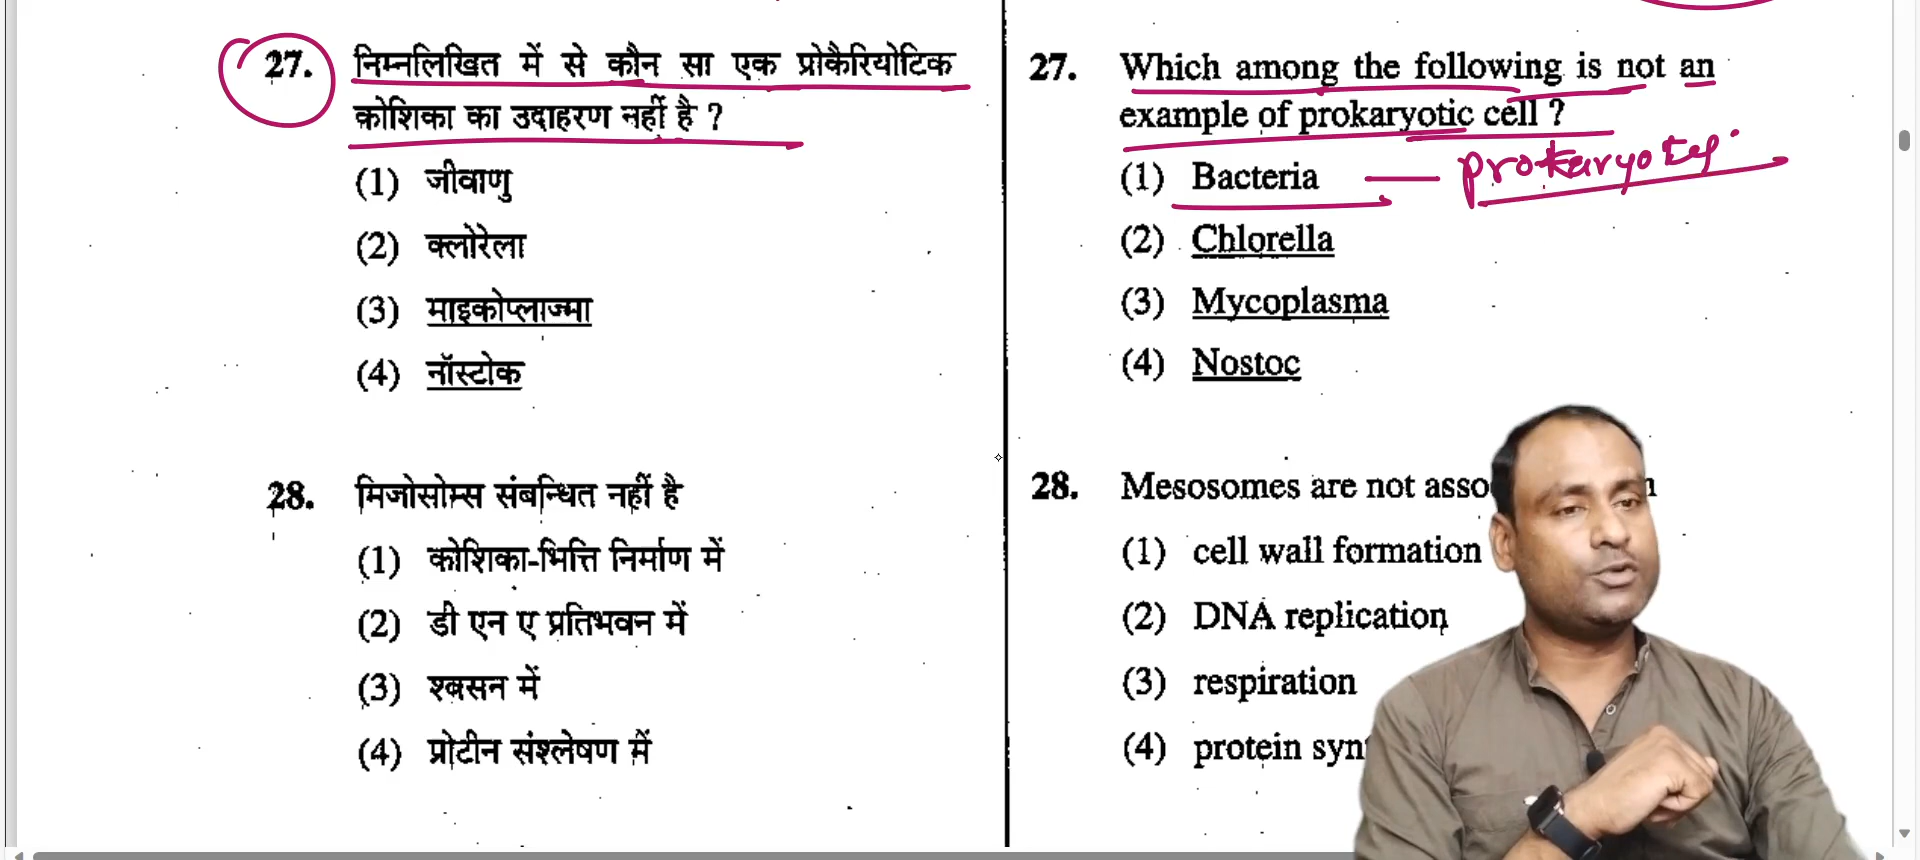 27. निम्नलिखित में से कौन सा एक प्रोकैरियोटिक
कोशिका का उदाहरण नहीं है ?
(1) जीवाणु
(2) क्लोरेला
(3) माइकोप्लाज्मा
(4) नॉस्टोक
28. मिजोसोम्स संबन्धित नहीं है
(1) कोशिका-भित्ति निर्माण में
(2) डी एन ए प्रतिभवन में
(3) श्वसन में
(4) प्रोटीन संश्लेषण में
27. Which among the following is not an
example of prokaryotic cell ?
(1) Bacteria — prokaryotes
(2) Chlorella
(3) Mycoplasma
(4) Nostoc
28. Mesosomes are not asso
(1) cell wall formation
(2) DNA replication
(3) respiration
(4) protein syn